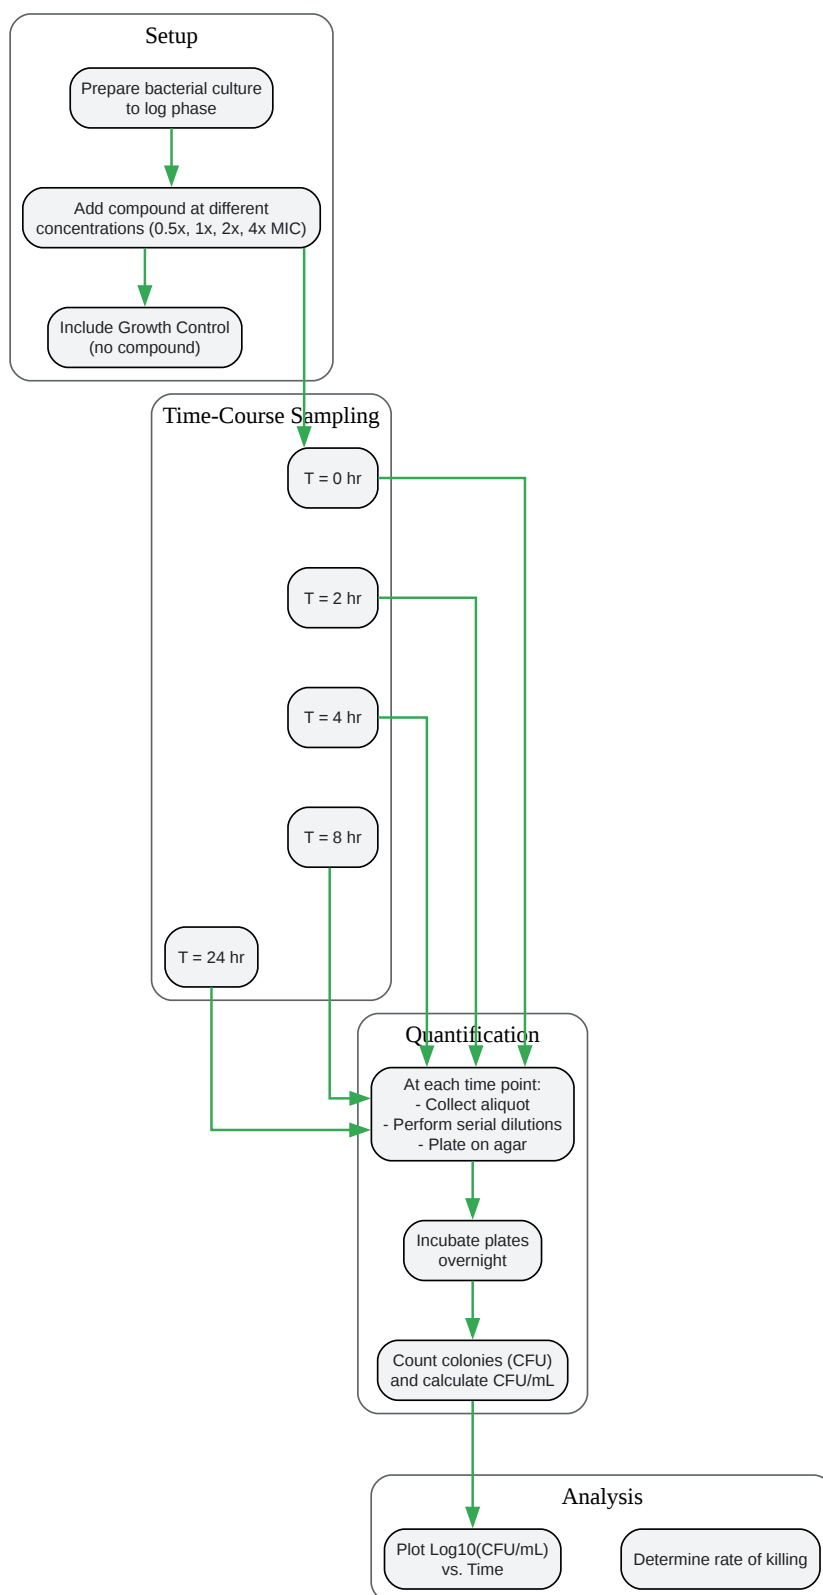 Setup
Prepare bacterial culture
to log phase
Add compound at different
concentrations (0.5x, 1x, 2x, 4x MIC)
Include Growth Control
(no compound)
Time-Course Sampling
T = 0 hr
T = 2 hr
T = 4 hr
T = 8 hr
T = 24 hr
Quantification
At each time point:
- Collect aliquot
- Perform serial dilutions
- Plate on agar
Incubate plates
overnight
Count colonies (CFU)
and calculate CFU/mL
Analysis
Plot Log10(CFU/mL)
vs. Time
Determine rate of killing